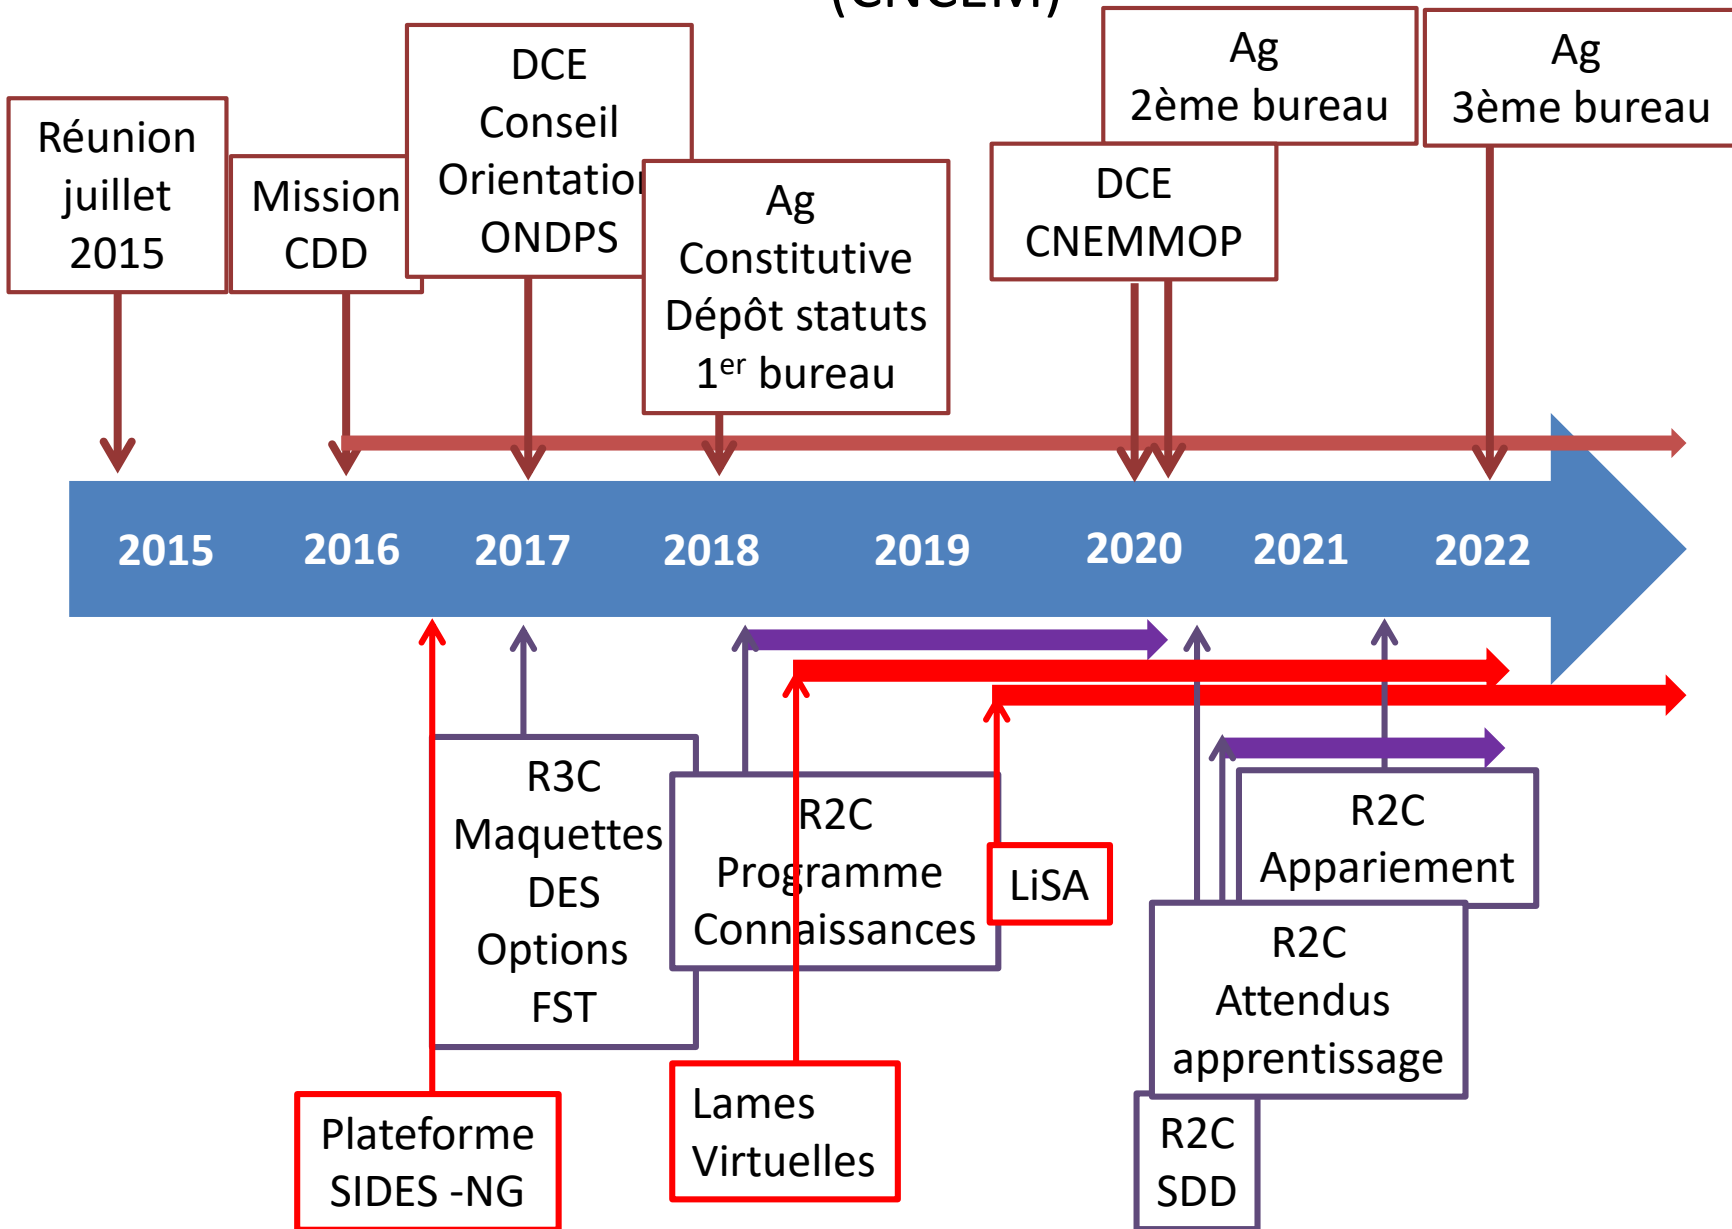 (CNCEM)
Réunion
juillet
2015
Mission
CDD
DCE
Conseil
Orientation
ONDPS
Ag
Constitutive
Dépôt statuts
1er bureau
Ag
2ème bureau
DCE
CNEMMOP
Ag
3ème bureau
2015 2016 2017 2018 2019 2020 2021 2022
R3C
Maquettes
DES
Options
FST
R2C
Programme
Connaissances
LiSA
R2C
Appariement
R2C
Attendus
apprentissage
Plateforme
SIDES -NG
Lames
Virtuelles
R2C
SDD